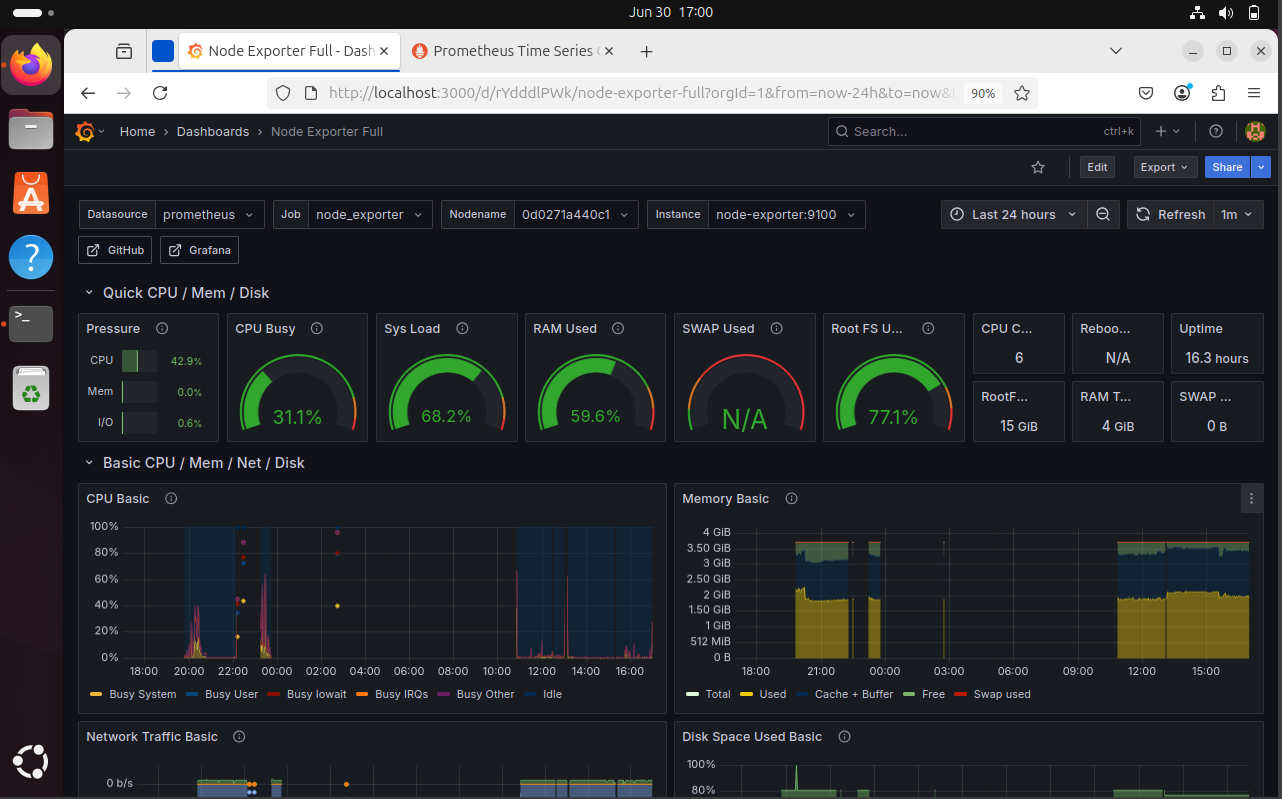 Jun 30 17:00
Node Exporter Full - Dash
Prometheus Time Series
http://localhost:3000/d/rYdddlPWk/node-exporter-full?orgId=1&from=now-24h&to=now&
90%
Home › Dashboards › Node Exporter Full
Search...
ctrl+k
Edit
Export
Share
Datasource prometheus
Job node_exporter
Nodename 0d0271a440c1
Instance node-exporter:9100
Last 24 hours
Refresh 1m
GitHub
Grafana
Quick CPU / Mem / Disk
Pressure
CPU 42.9%
Mem 0.0%
I/O 0.6%
CPU Busy
31.1%
Sys Load
68.2%
RAM Used
59.6%
SWAP Used
N/A
Root FS U...
77.1%
CPU C...
6
Reboo...
N/A
Uptime
16.3 hours
RootF...
15 GiB
RAM T...
4 GiB
SWAP ...
0 B
Basic CPU / Mem / Net / Disk
CPU Basic
100%
80%
60%
40%
20%
0%
18:00 20:00 22:00 00:00 02:00 04:00 06:00 08:00 10:00 12:00 14:00 16:00
Busy System Busy User Busy Iowait Busy IRQs Busy Other Idle
Memory Basic
4 GiB
3.50 GiB
3 GiB
2.50 GiB
2 GiB
1.50 GiB
1 GiB
512 MiB
0 B
18:00 21:00 00:00 03:00 06:00 09:00 12:00 15:00
Total Used Cache + Buffer Free Swap used
Network Traffic Basic
0 b/s
Disk Space Used Basic
100%
80%